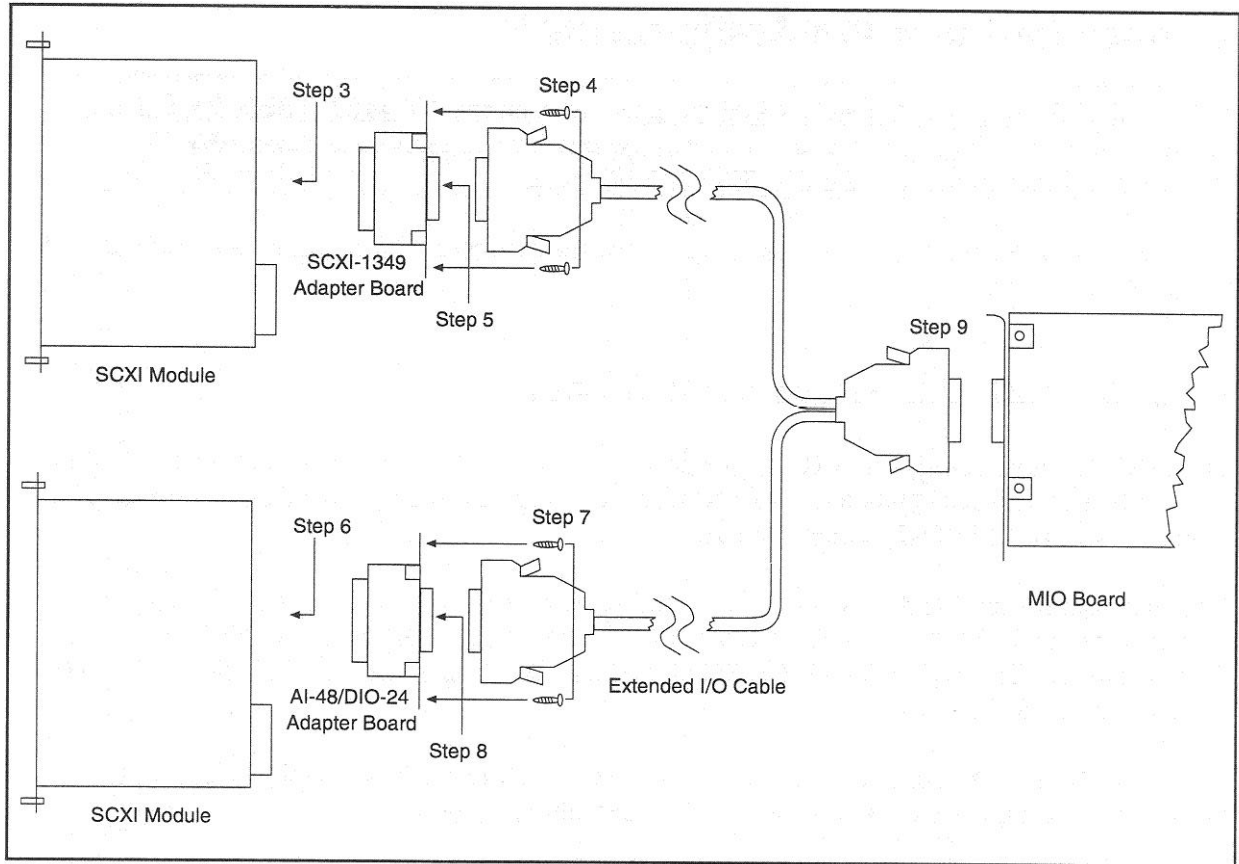 Step 3
Step 4
SCXI-1349
Adapter Board
Step 5
SCXI Module
Step 9
MIO Board
Step 6
Step 7
AI-48/DIO-24
Adapter Board
Step 8
Extended I/O Cable
SCXI Module